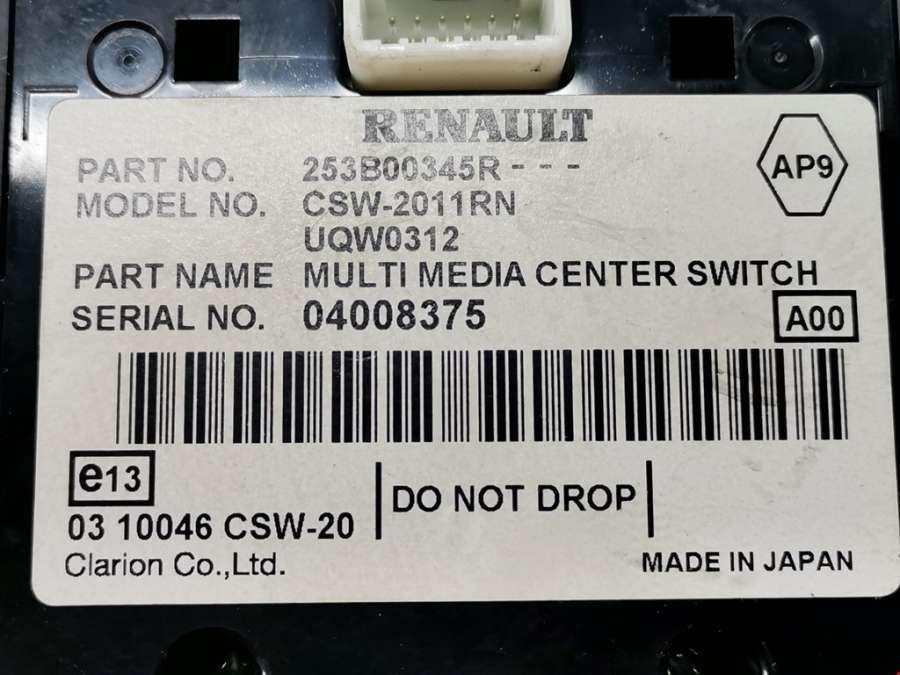 RENAULT
PART NO. 253B00345R - - -
AP9
MODEL NO. CSW-2011RN
UQW0312
PART NAME MULTI MEDIA CENTER SWITCH
SERIAL NO. 04008375
A00
e13
DO NOT DROP
03 10046 CSW-20
Clarion Co.,Ltd.
MADE IN JAPAN